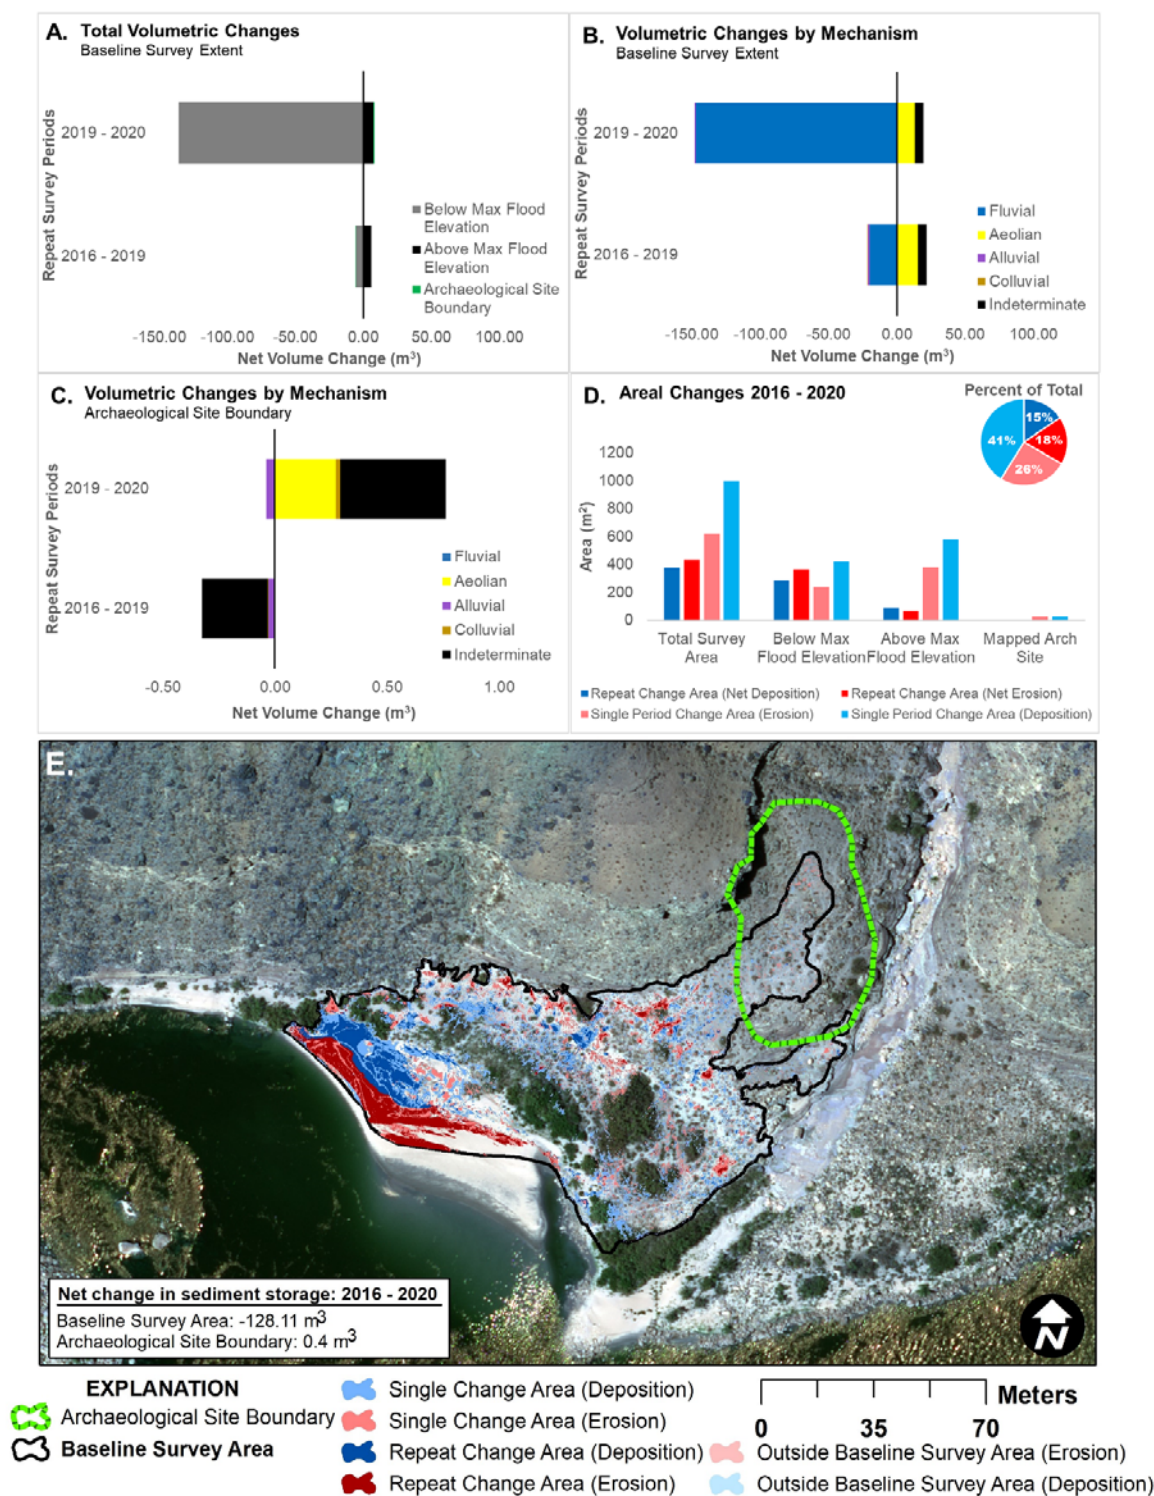 A. Total Volumetric Changes
Baseline Survey Extent
Repeat Survey Periods
2019 - 2020
2016 - 2019
Below Max Flood
Elevation
Above Max Flood
Elevation
Archaeological Site
Boundary
-150.00 -100.00 -50.00 0.00 50.00 100.00
Net Volume Change (m³)
B. Volumetric Changes by Mechanism
Baseline Survey Extent
Repeat Survey Periods
2019 - 2020
2016 - 2019
Fluvial
Aeolian
Alluvial
Colluvial
Indeterminate
-150.00 -100.00 -50.00 0.00 50.00 100.00
Net Volume Change (m³)
C. Volumetric Changes by Mechanism
Archaeological Site Boundary
Repeat Survey Periods
2019 - 2020
2016 - 2019
Fluvial
Aeolian
Alluvial
Colluvial
Indeterminate
-0.50 0.00 0.50 1.00
Net Volume Change (m³)
D. Areal Changes 2016 - 2020
Percent of Total
15%
18%
26%
41%
Area (m²)
1200
1000
800
600
400
200
0
Total Survey Area
Below Max Flood Elevation
Above Max Flood Elevation
Mapped Arch Site
Repeat Change Area (Net Deposition)
Repeat Change Area (Net Erosion)
Single Period Change Area (Erosion)
Single Period Change Area (Deposition)
E.
Net change in sediment storage: 2016 - 2020
Baseline Survey Area: -128.11 m³
Archaeological Site Boundary: 0.4 m³
N
EXPLANATION
Archaeological Site Boundary
Baseline Survey Area
Single Change Area (Deposition)
Single Change Area (Erosion)
Repeat Change Area (Deposition)
Repeat Change Area (Erosion)
Meters
0 35 70
Outside Baseline Survey Area (Erosion)
Outside Baseline Survey Area (Deposition)